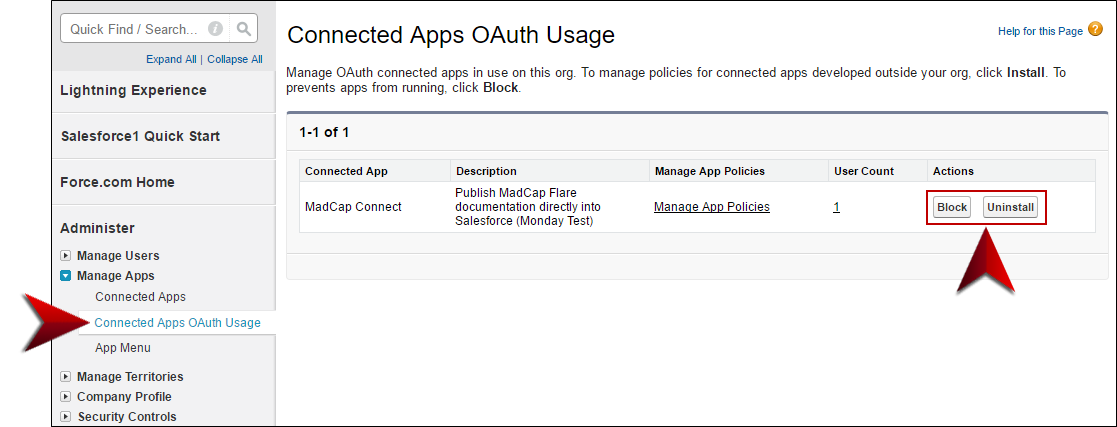 Quick Find / Search...
Expand All | Collapse All
Lightning Experience
Salesforce1 Quick Start
Force.com Home
Administer
Manage Users
Manage Apps
Connected Apps
Connected Apps OAuth Usage
App Menu
Manage Territories
Company Profile
Security Controls
Connected Apps OAuth Usage
Help for this Page ?
Manage OAuth connected apps in use on this org. To manage policies for connected apps developed outside your org, click Install. To
prevents apps from running, click Block.
1-1 of 1
Connected App Description Manage App Policies User Count Actions
MadCap Connect
Publish MadCap Flare
documentation directly into
Salesforce (Monday Test)
Manage App Policies
1
Block Uninstall